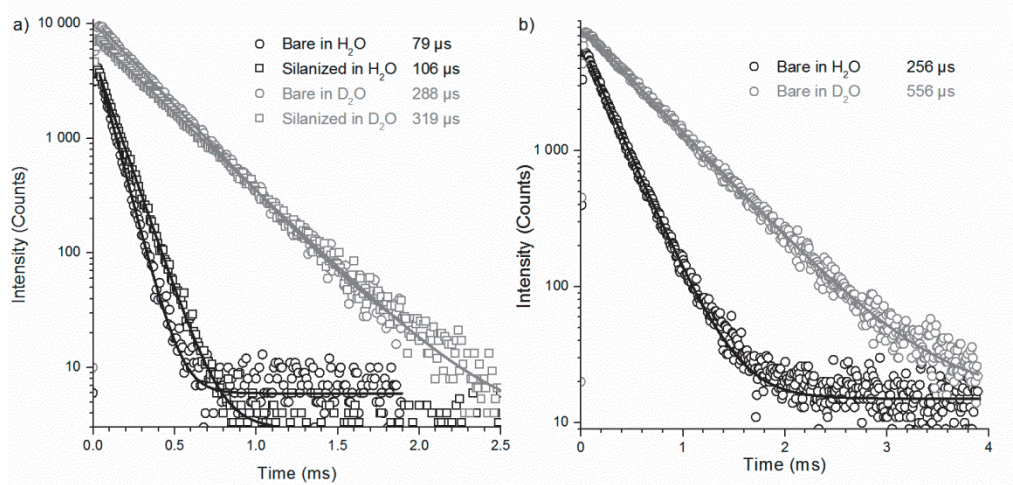 a)
10 000
1 000
100
10
Intensity (Counts)
0.0 0.5 1.0 1.5 2.0 2.5
Time (ms)
Bare in H₂O 79 µs
Silanized in H₂O 106 µs
Bare in D₂O 288 µs
Silanized in D₂O 319 µs
b)
1 000
100
10
Intensity (Counts)
0 1 2 3 4
Time (ms)
Bare in H₂O 256 µs
Bare in D₂O 556 µs